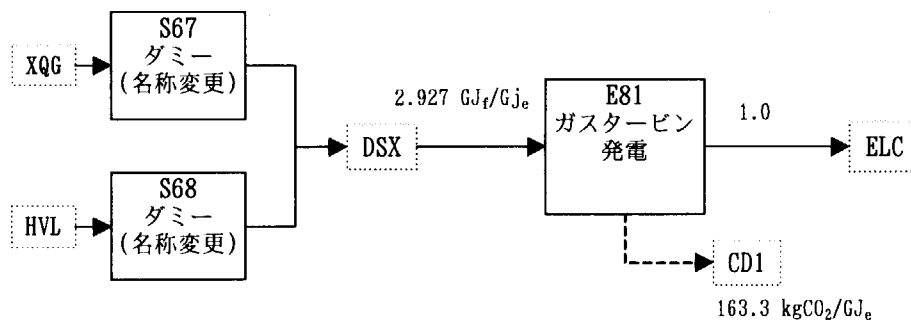 XQG
S67
ダミー
(名称変更)
HVL
S68
ダミー
(名称変更)
DSX
2.927 GJf/Gje
E81
ガスタービン
発電
1.0
ELC
CD1
163.3 kgCO2/GJe